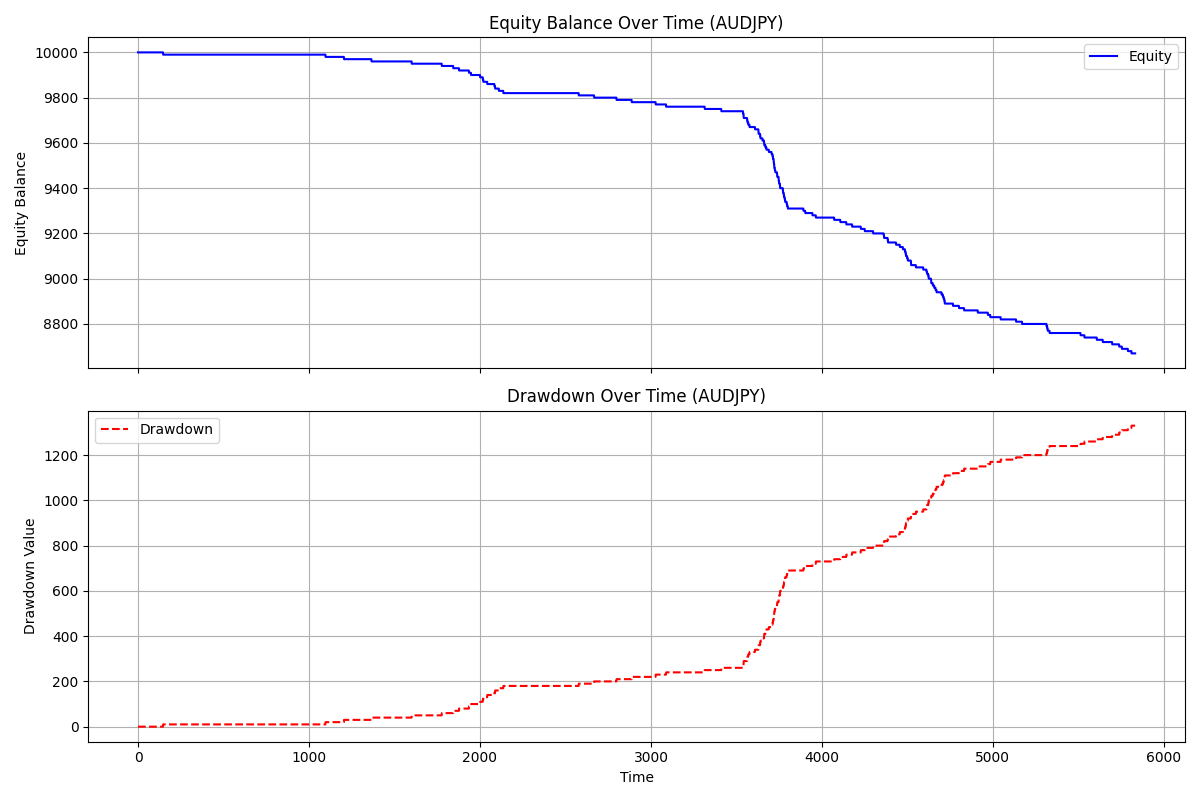 Equity Balance Over Time (AUDJPY)
10000
9800
9600
9400
9200
9000
8800
Equity Balance
Equity
Drawdown Over Time (AUDJPY)
Drawdown
1200
1000
800
600
400
200
0
Drawdown Value
0 1000 2000 3000 4000 5000 6000
Time